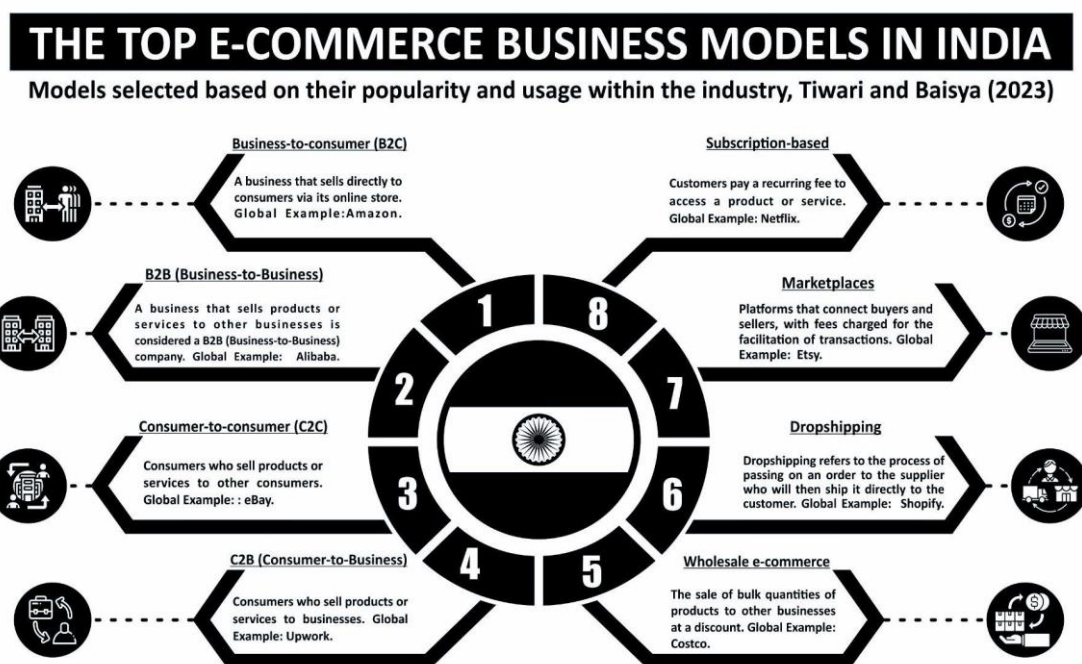 THE TOP E-COMMERCE BUSINESS MODELS IN INDIA
Models selected based on their popularity and usage within the industry, Tiwari and Baisya (2023)
Business-to-consumer (B2C)
A business that sells directly to
consumers via its online store.
Global Example:Amazon.
B2B (Business-to-Business)
A business that sells products or
services to other businesses is
considered a B2B (Business-to-Business)
company. Global Example: Alibaba.
Consumer-to-consumer (C2C)
Consumers who sell products or
services to other consumers.
Global Example: : eBay.
C2B (Consumer-to-Business)
Consumers who sell products or
services to businesses. Global
Example: Upwork.
1
2
3
4
5
6
7
8
Subscription-based
Customers pay a recurring fee to
access a product or service.
Global Example: Netflix.
Marketplaces
Platforms that connect buyers and
sellers, with fees charged for the
facilitation of transactions. Global
Example: Etsy.
Dropshipping
Dropshipping refers to the process of
passing on an order to the supplier
who will then ship it directly to the
customer. Global Example: Shopify.
Wholesale e-commerce
The sale of bulk quantities of
products to other businesses
at a discount. Global Example:
Costco.